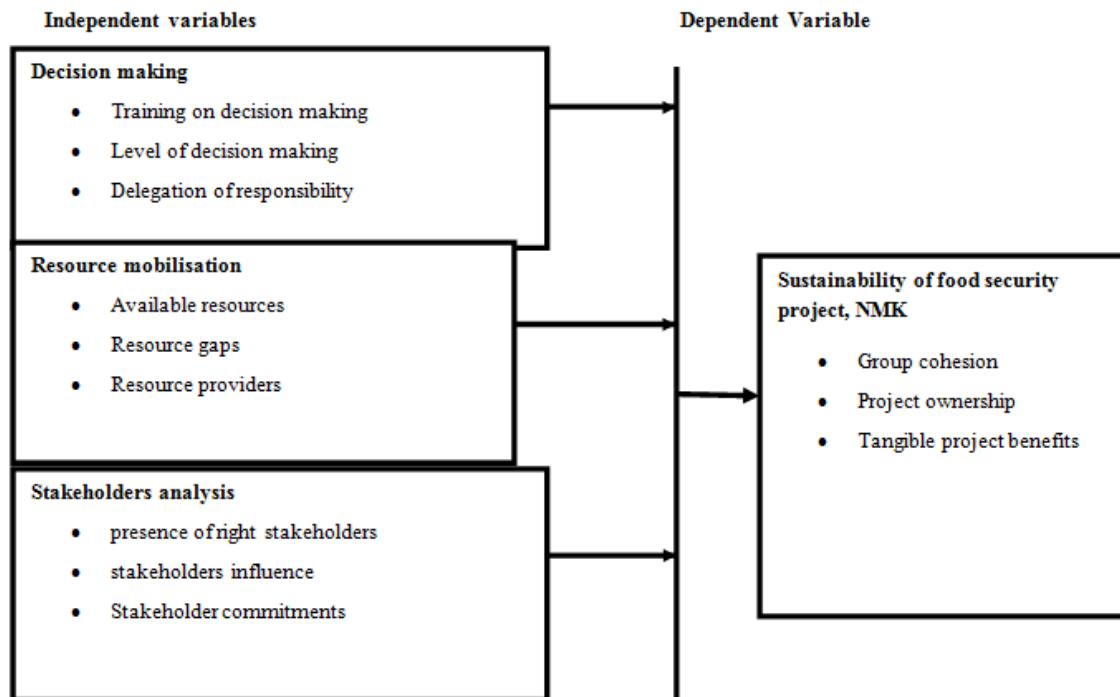 Independent variables
Dependent Variable
Decision making
Training on decision making
Level of decision making
Delegation of responsibility
Resource mobilisation
Available resources
Resource gaps
Resource providers
Stakeholders analysis
presence of right stakeholders
stakeholders influence
Stakeholder commitments
Sustainability of food security
project, NMK
Group cohesion
Project ownership
Tangible project benefits